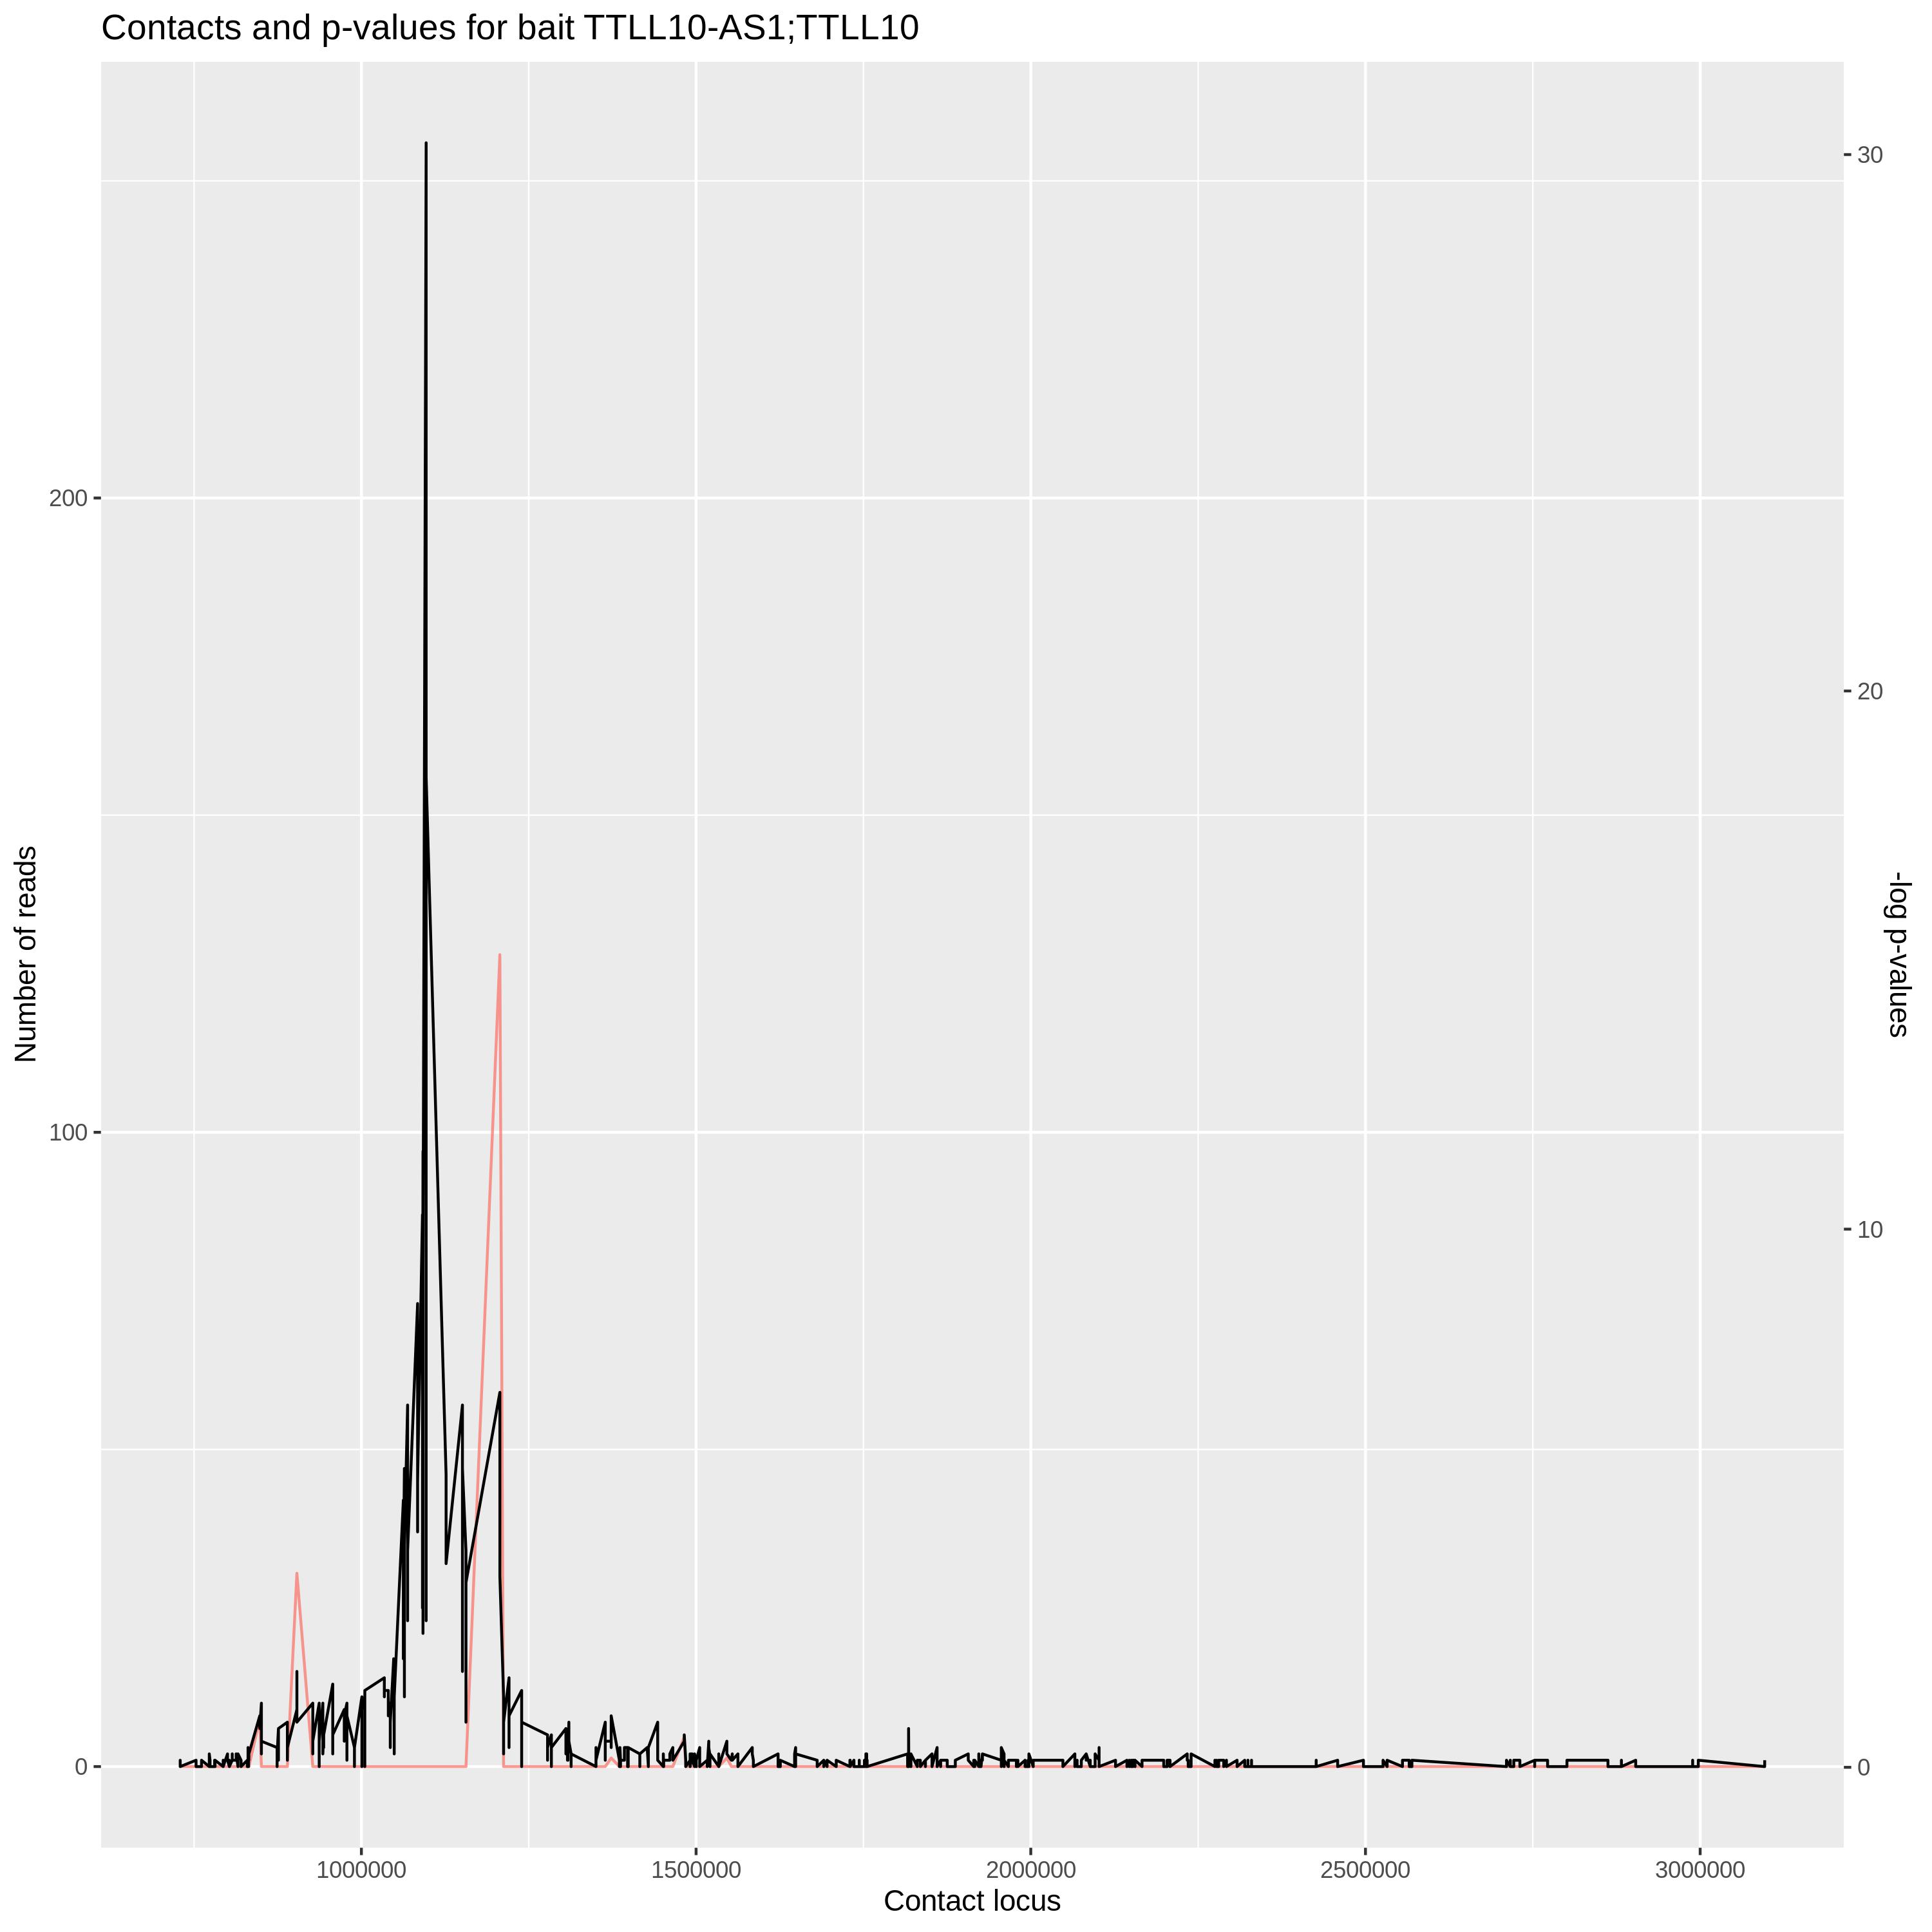 Contacts and p-values for bait TTLL10-AS1;TTLL10
Number of reads
200
100
0
30
20
10
0
-log p-values
1000000 1500000 2000000 2500000 3000000
Contact locus